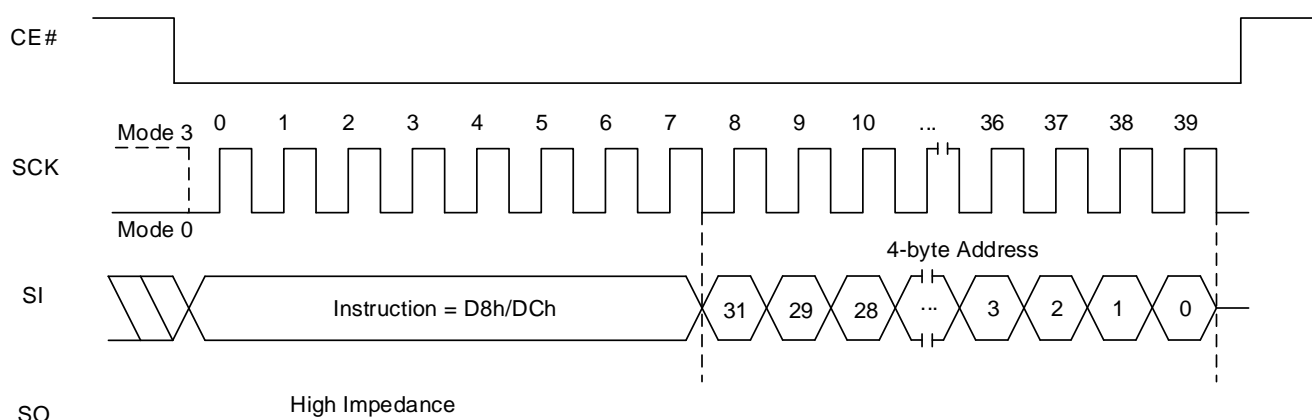 CE#
Mode 3 0 1 2 3 4 5 6 7 8 9 10 ... 36 37 38 39
SCK
Mode 0
4-byte Address
SI Instruction = D8h/DCh 31 29 28 ... 3 2 1 0
High Impedance
SO